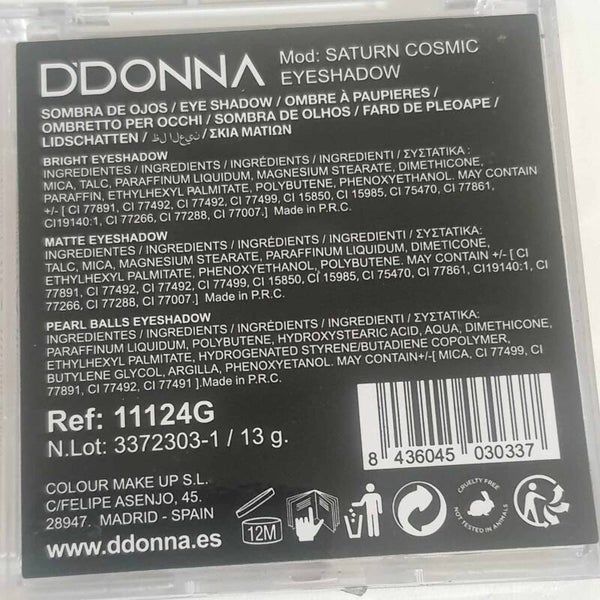 D'DONNA
Mod: SATURN COSMIC
EYESHADOW
SOMBRA DE OJOS / EYE SHADOW / OMBRE À PAUPIERES /
OMBRETTO PER OCCHI / SOMBRA DE OLHOS / FARD DE PLEOAPE /
LIDSCHATTEN / ظل العين / ΣΚΙΑ ΜΑΤΙΩΝ
BRIGHT EYESHADOW
INGREDIENTES / INGREDIENTS / INGRÉDIENTS / INGREDIENTI / ΣΥΣΤΑΤΙΚΑ :
MICA, TALC, PARAFFINUM LIQUIDUM, MAGNESIUM STEARATE, DIMETHICONE,
PARAFFIN, ETHYLHEXYL PALMITATE, POLYBUTENE, PHENOXYETHANOL. MAY CONTAIN
+/- [ CI 77891, CI 77492, CI 77492, CI 77499, CI 15850, CI 15985, CI 75470, CI 77861,
CI19140:1, CI 77266, CI 77288, CI 77007.] Made in P.R.C.
MATTE EYESHADOW
INGREDIENTES / INGREDIENTS / INGRÉDIENTS / INGREDIENTI / ΣΥΣΤΑΤΙΚΑ:
TALC, MICA, MAGNESIUM STEARATE, PARAFFINUM LIQUIDUM, DIMETICONE,
ETHYLHEXYL PALMITATE, PHENOXYETHANOL, POLYBUTENE. MAY CONTAIN +/- [ CI
77891, CI 77492, CI 77492, CI 77499, CI 15850, CI 15985, CI 75470, CI 77861, CI19140:1, CI
77266, CI 77288, CI 77007.] Made in P.R.C.
PEARL BALLS EYESHADOW
INGREDIENTES / INGREDIENTS / INGRÉDIENTS / INGREDIENTI / ΣΥΣΤΑΤΙΚΑ:
PARAFFINUM LIQUIDUM, POLYBUTENE, HYDROXYSTEARIC ACID, AQUA, DIMETHICONE,
ETHYLHEXYL PALMITATE, HYDROGENATED STYRENE/BUTADIENE COPOLYMER,
BUTYLENE GLYCOL, ARGILLA, PHENOXYETANOL. MAY CONTAIN+/-[ MICA, CI 77499, CI
77891, CI 77492, CI 77491 ].Made in P.R.C.
Ref: 11124G
N.Lot: 3372303-1 / 13 g.
8 436045 030337
COLOUR MAKE UP S.L.
C/FELIPE ASENJO, 45.
28947. MADRID - SPAIN
www.ddonna.es
12M
CRUELTY FREE
NOT TESTED IN ANIMALS